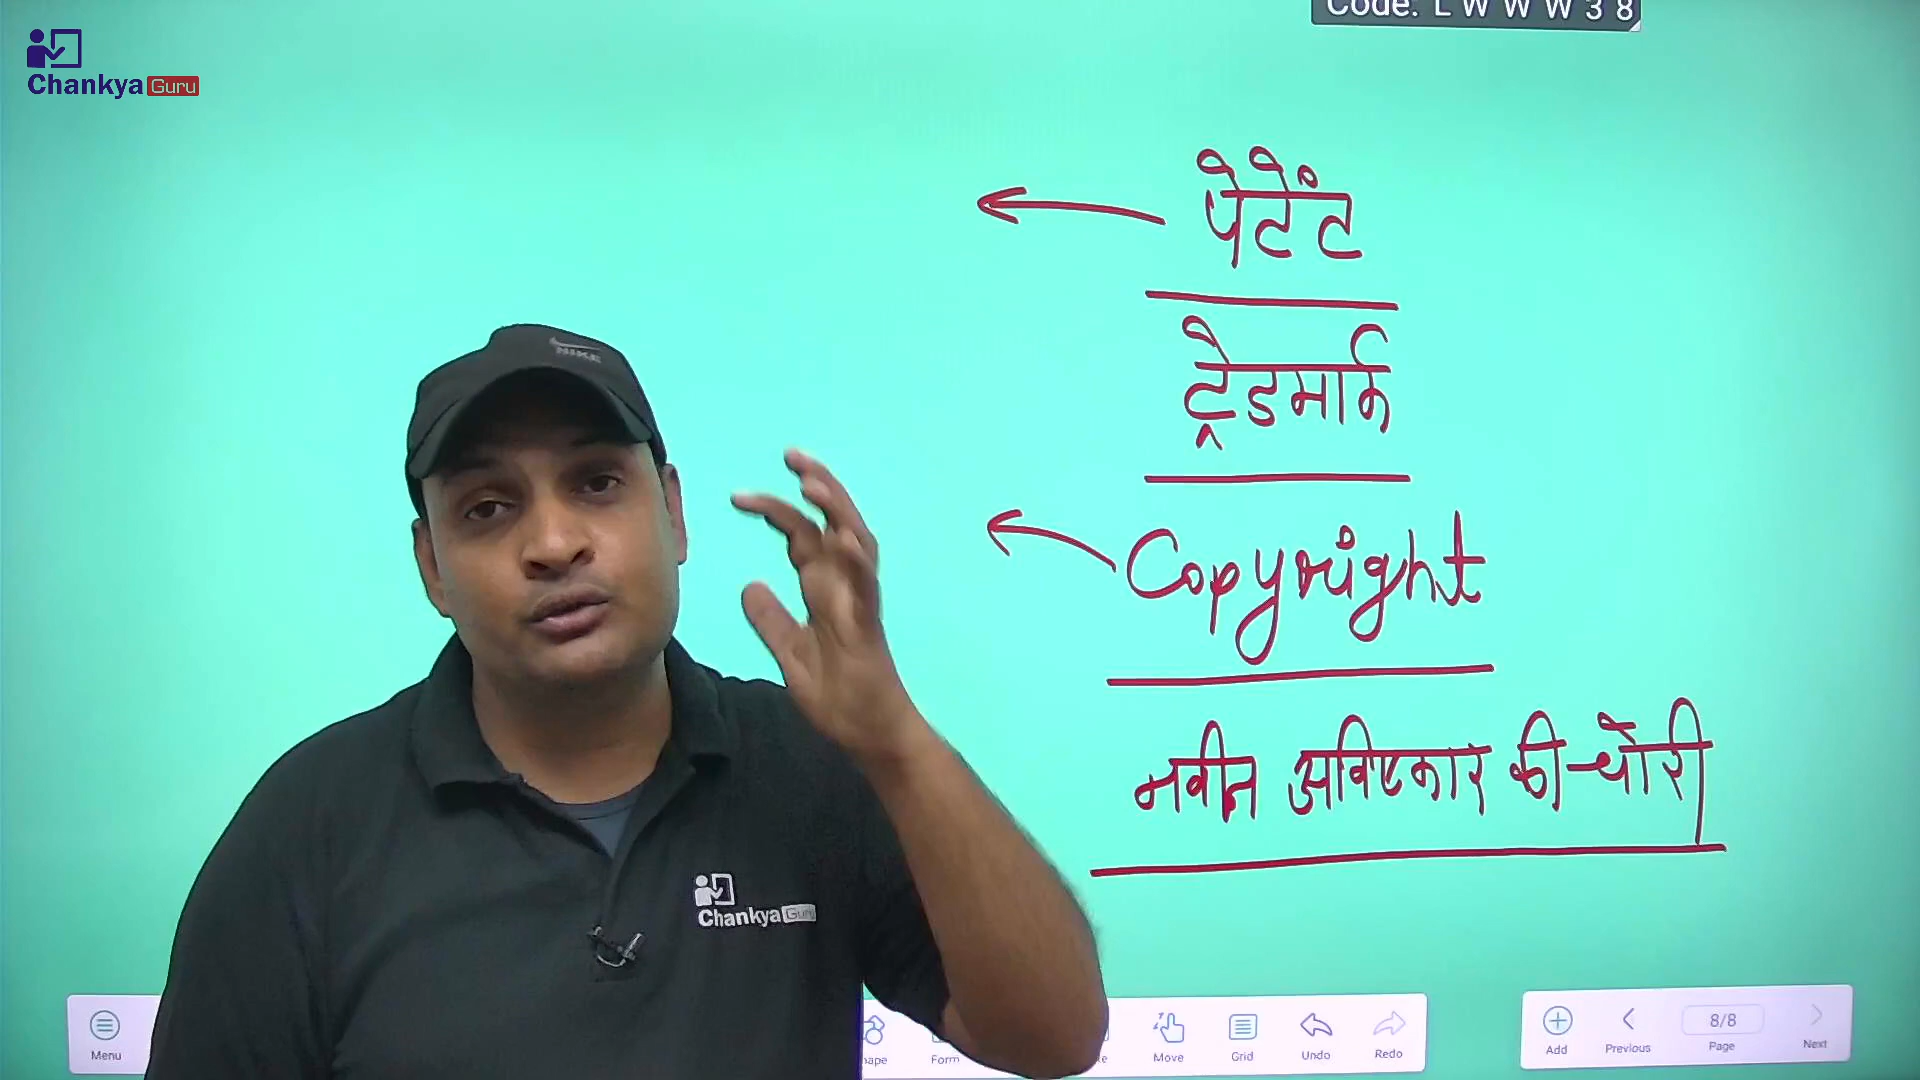 Code: L W W W 3 8
Chankya Guru
पेटेंट
ट्रैडमार्क
Copyright
नवीन अविष्कार की चोरी
NIKE
Chankya Guru
Menu
Form
Move
Grid
Undo
Redo
Add
Previous
8/8
Page
Next